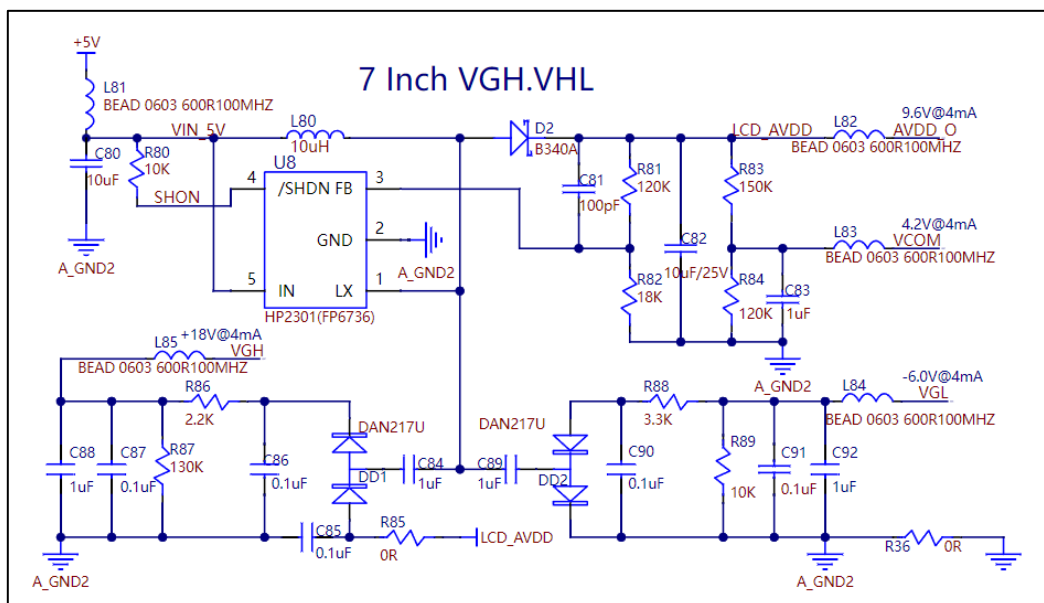 +5V
7 Inch VGH.VHL
L81
BEAD 0603 600R100MHZ
VIN_5V
L80
10uH
D2
B340A
LCD_AVDD
L82
9.6V@4mA
AVDD_O
BEAD 0603 600R100MHZ
C80
10uF
R80
10K
SHON
U8
4
/SHDN
FB
3
GND
2
A_GND2
5
IN
LX
1
HP2301(FP6736)
C81
100pF
R81
120K
R83
150K
C82
10uF/25V
R82
18K
R84
120K
C83
1uF
4.2V@4mA
L83
VCOM
BEAD 0603 600R100MHZ
A_GND2
A_GND2
L85
+18V@4mA
VGH
BEAD 0603 600R100MHZ
R86
2.2K
C88
1uF
C87
0.1uF
R87
130K
C86
0.1uF
DAN217U
DD1
C84
1uF
C85
0.1uF
R85
0R
LCD_AVDD
A_GND2
C89
1uF
DAN217U
DD2
R88
3.3K
C90
0.1uF
R89
10K
C91
0.1uF
C92
1uF
L84
-6.0V@4mA
VGL
BEAD 0603 600R100MHZ
A_GND2
R36
0R